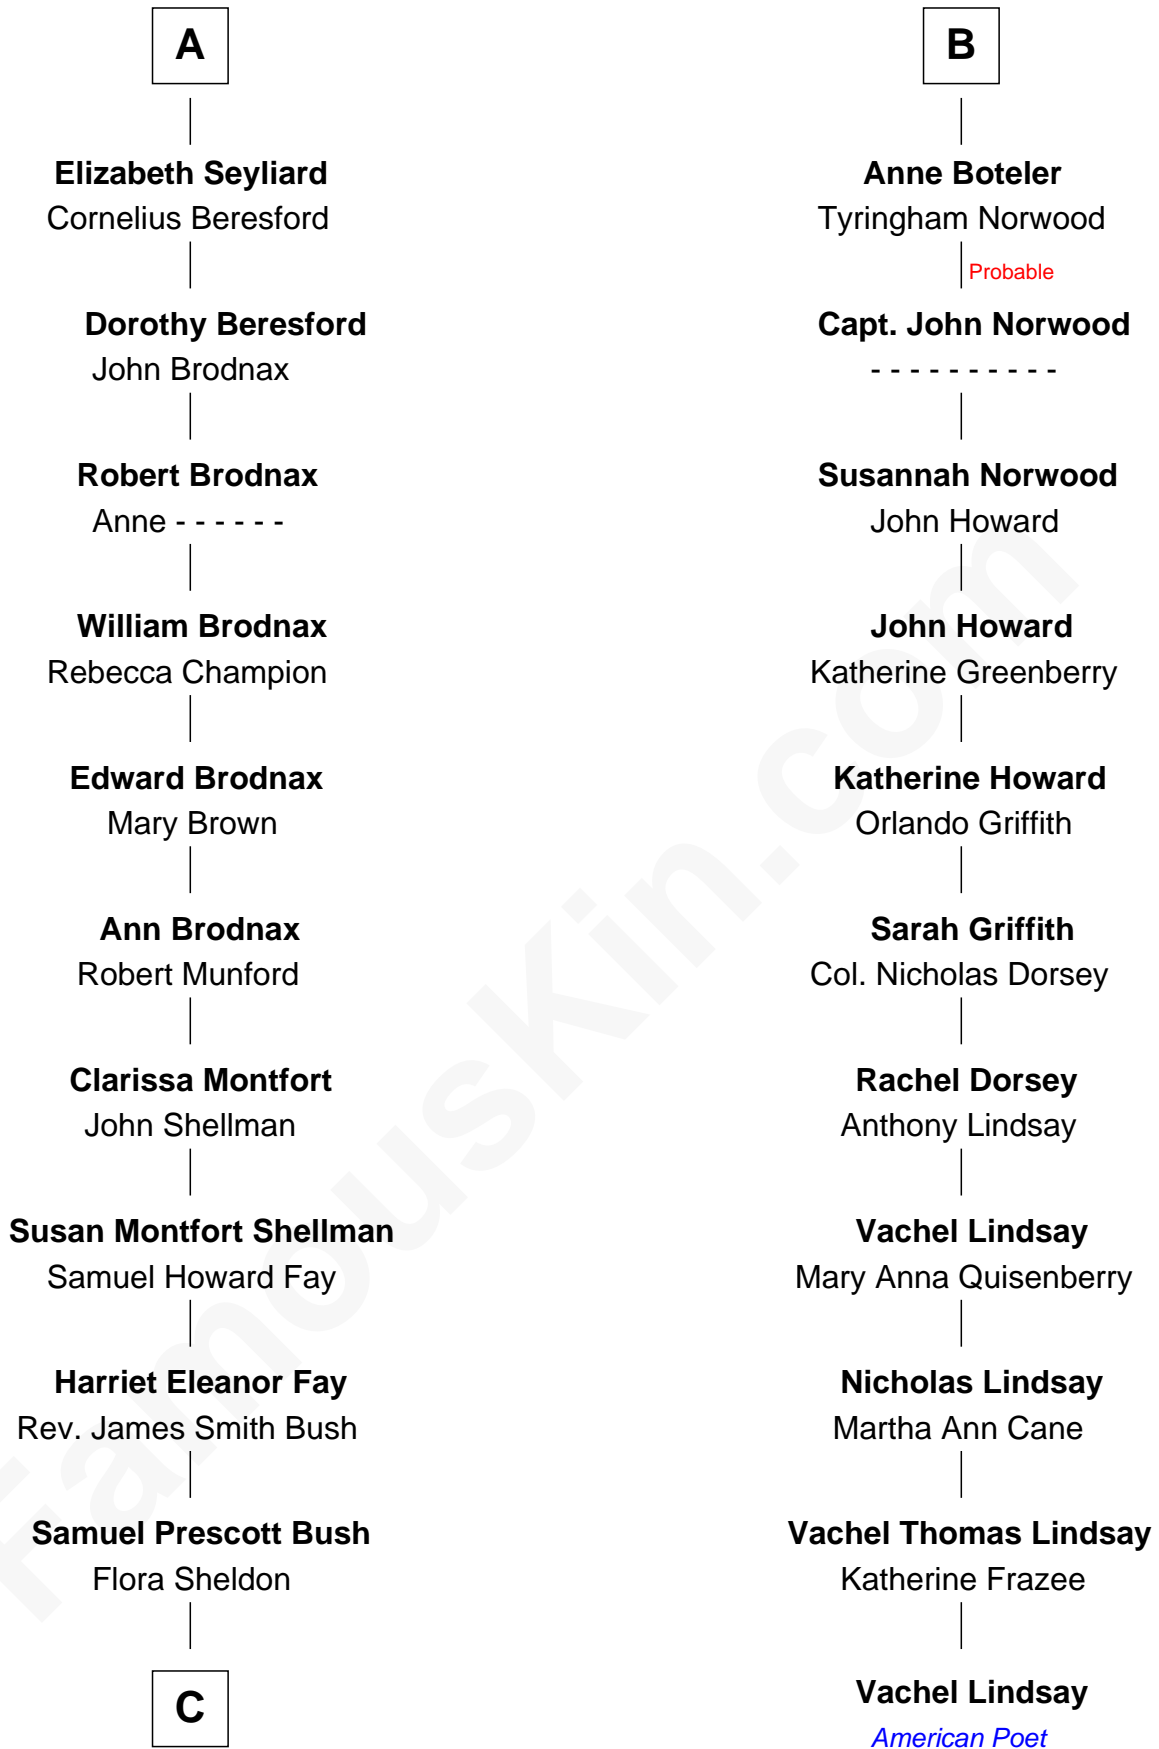 A
Elizabeth Seyliard
Cornelius Beresford
Dorothy Beresford
John Brodnax
Robert Brodnax
Anne - - - - - -
William Brodnax
Rebecca Champion
Edward Brodnax
Mary Brown
Ann Brodnax
Robert Munford
Clarissa Montfort
John Shellman
Susan Montfort Shellman
Samuel Howard Fay
Harriet Eleanor Fay
Rev. James Smith Bush
Samuel Prescott Bush
Flora Sheldon
C
B
Anne Boteler
Tyringham Norwood
Probable
Capt. John Norwood
- - - - - - - - - -
Susannah Norwood
John Howard
John Howard
Katherine Greenberry
Katherine Howard
Orlando Griffith
Sarah Griffith
Col. Nicholas Dorsey
Rachel Dorsey
Anthony Lindsay
Vachel Lindsay
Mary Anna Quisenberry
Nicholas Lindsay
Martha Ann Cane
Vachel Thomas Lindsay
Katherine Frazee
Vachel Lindsay
American Poet
FamousKin.com